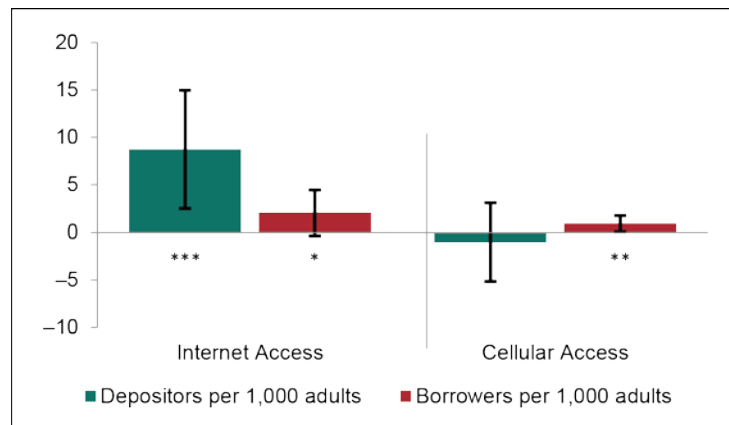 20
15
10
5
0
–5
–10
*** * **
Internet Access Cellular Access
Depositors per 1,000 adults Borrowers per 1,000 adults